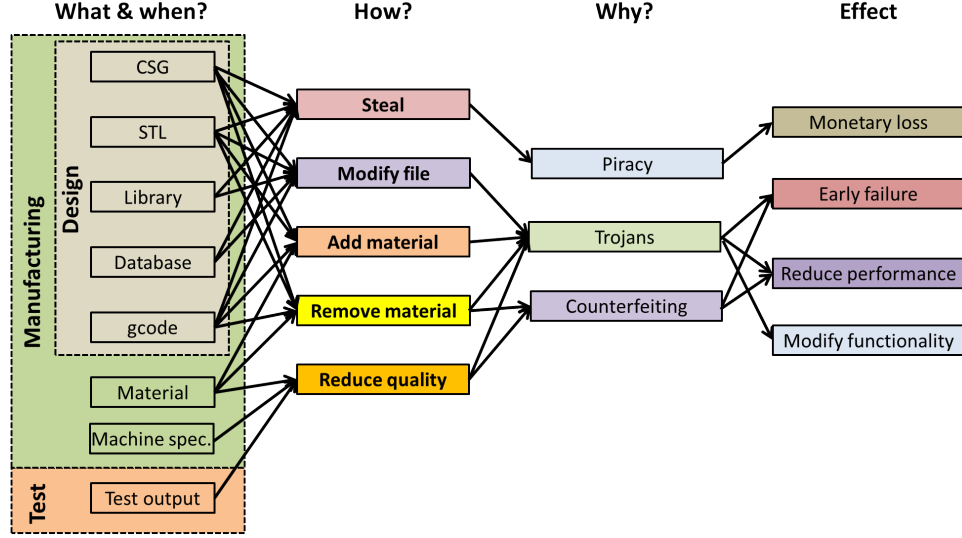 What & when?
How?
Why?
Effect
Manufacturing
Design
CSG
STL
Library
Database
gcode
Material
Machine spec.
Test
Test output
Steal
Modify file
Add material
Remove material
Reduce quality
Piracy
Trojans
Counterfeiting
Monetary loss
Early failure
Reduce performance
Modify functionality